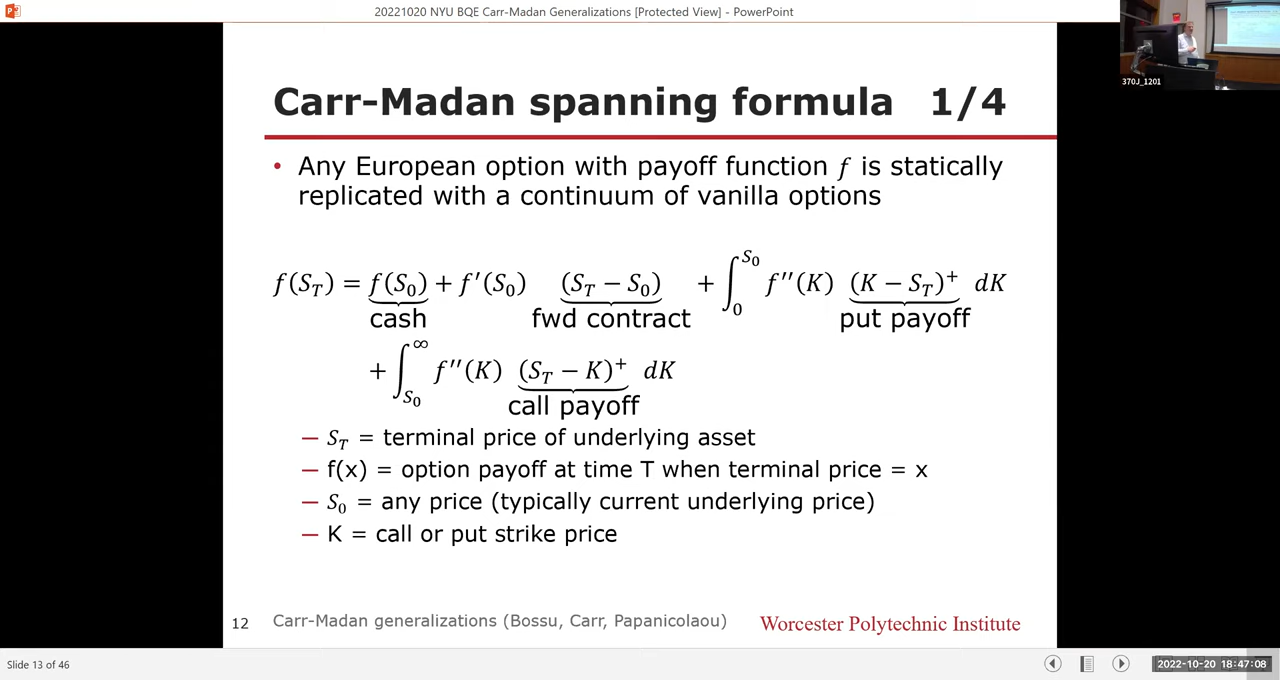 20221020 NYU BQE Carr-Madan Generalizations [Protected View] - PowerPoint
370J_1201
Carr-Madan spanning formula 1/4
• Any European option with payoff function f is statically
replicated with a continuum of vanilla options
f(S_T) = f(S_0) + f′(S_0) (S_T − S_0) + ∫_0^{S_0} f″(K) (K − S_T)^+ dK
cash fwd contract put payoff
+ ∫_{S_0}^∞ f″(K) (S_T − K)^+ dK
call payoff
— S_T = terminal price of underlying asset
— f(x) = option payoff at time T when terminal price = x
— S_0 = any price (typically current underlying price)
— K = call or put strike price
12 Carr-Madan generalizations (Bossu, Carr, Papanicolaou) Worcester Polytechnic Institute
Slide 13 of 46 2022-10-20 18:47:08